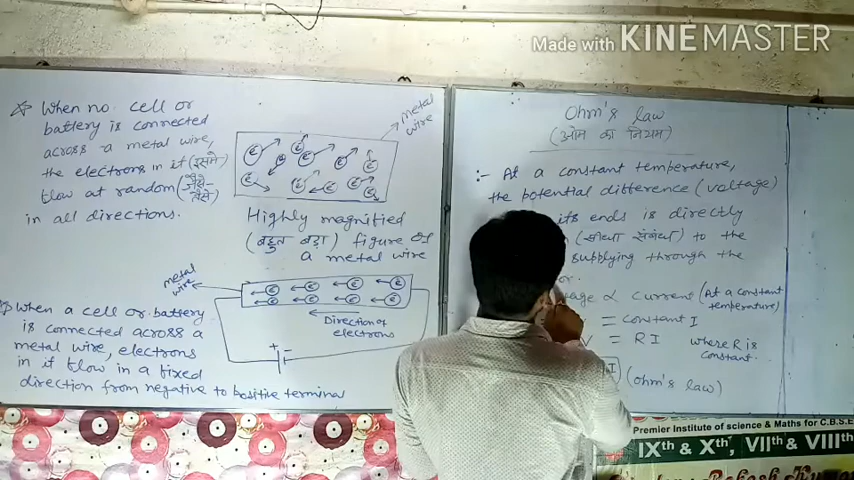 Made with KINEMASTER
When no cell or
battery is connected
across a metal wire,
the electrons in it (इसमें)
flow at random (जैसे-तैसे)
in all directions.
metal
wire
Highly magnified
(बहुत बड़ा) figure of
a metal wire
metal
wire
Direction of
electrons
+ -
When a cell or battery
is connected across a
metal wire, electrons
in it flow in a fixed
direction from negative to positive terminal
Ohm's law
(ओम का नियम)
:- At a constant temperature,
the potential difference (voltage)
its ends is directly
(सीधा संबंध) to the
supplying through the
or.
∝ current (At a constant
temperature)
= constant I
= RI where R is
constant.
(ohm's law)
Premier Institute of science & Maths for C.B.S.E
IXth & Xth, VIIth & VIIIth
Rakesh Kumar